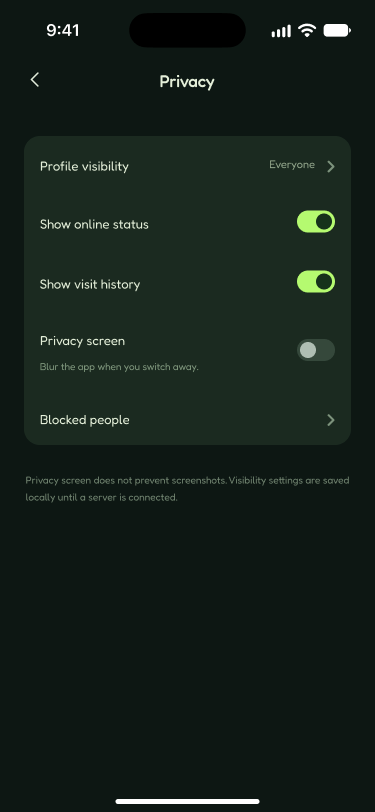 9:41
Privacy
Profile visibility Everyone
Show online status
Show visit history
Privacy screen
Blur the app when you switch away.
Blocked people
Privacy screen does not prevent screenshots. Visibility settings are saved
locally until a server is connected.